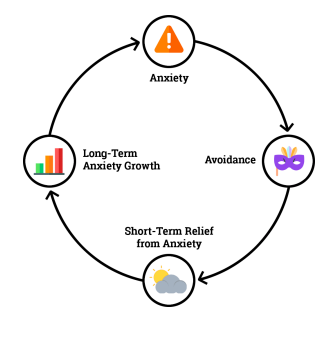 Anxiety
Avoidance
Short-Term Relief
from Anxiety
Long-Term
Anxiety Growth